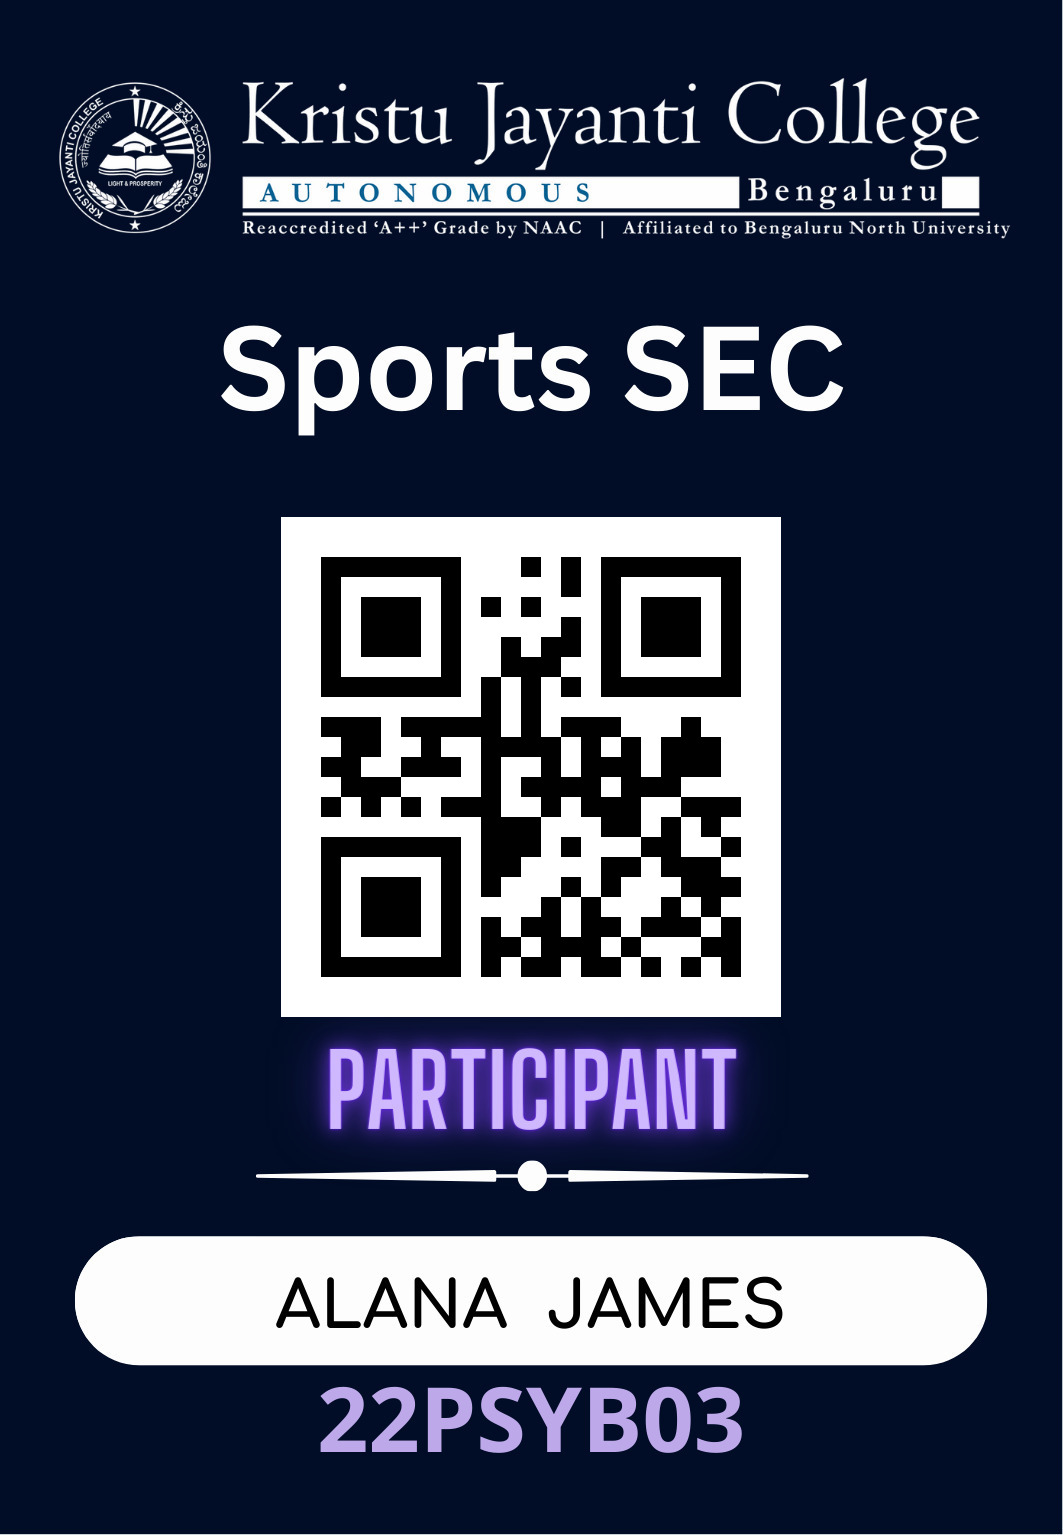 KRISTU JAYANTI COLLEGE
LIGHT & PROSPERITY
Kristu Jayanti College
AUTONOMOUS Bengaluru
Reaccredited ‘A++’ Grade by NAAC | Affiliated to Bengaluru North University
Sports SEC
PARTICIPANT
ALANA JAMES
22PSYB03